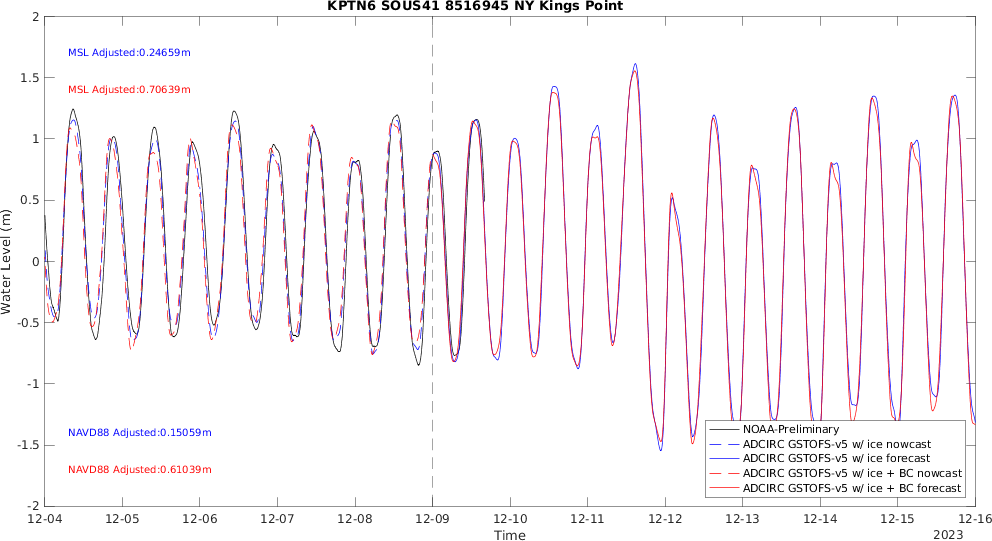 KPTN6 SOUS41 8516945 NY Kings Point
2
1.5
1
0.5
0
-0.5
-1
-1.5
-2
Water Level (m)
MSL Adjusted:0.24659m
MSL Adjusted:0.70639m
NAVD88 Adjusted:0.15059m
NAVD88 Adjusted:0.61039m
NOAA-Preliminary
ADCIRC GSTOFS-v5 w/ ice nowcast
ADCIRC GSTOFS-v5 w/ ice forecast
ADCIRC GSTOFS-v5 w/ ice + BC nowcast
ADCIRC GSTOFS-v5 w/ ice + BC forecast
12-04 12-05 12-06 12-07 12-08 12-09 12-10 12-11 12-12 12-13 12-14 12-15 12-16
Time
2023